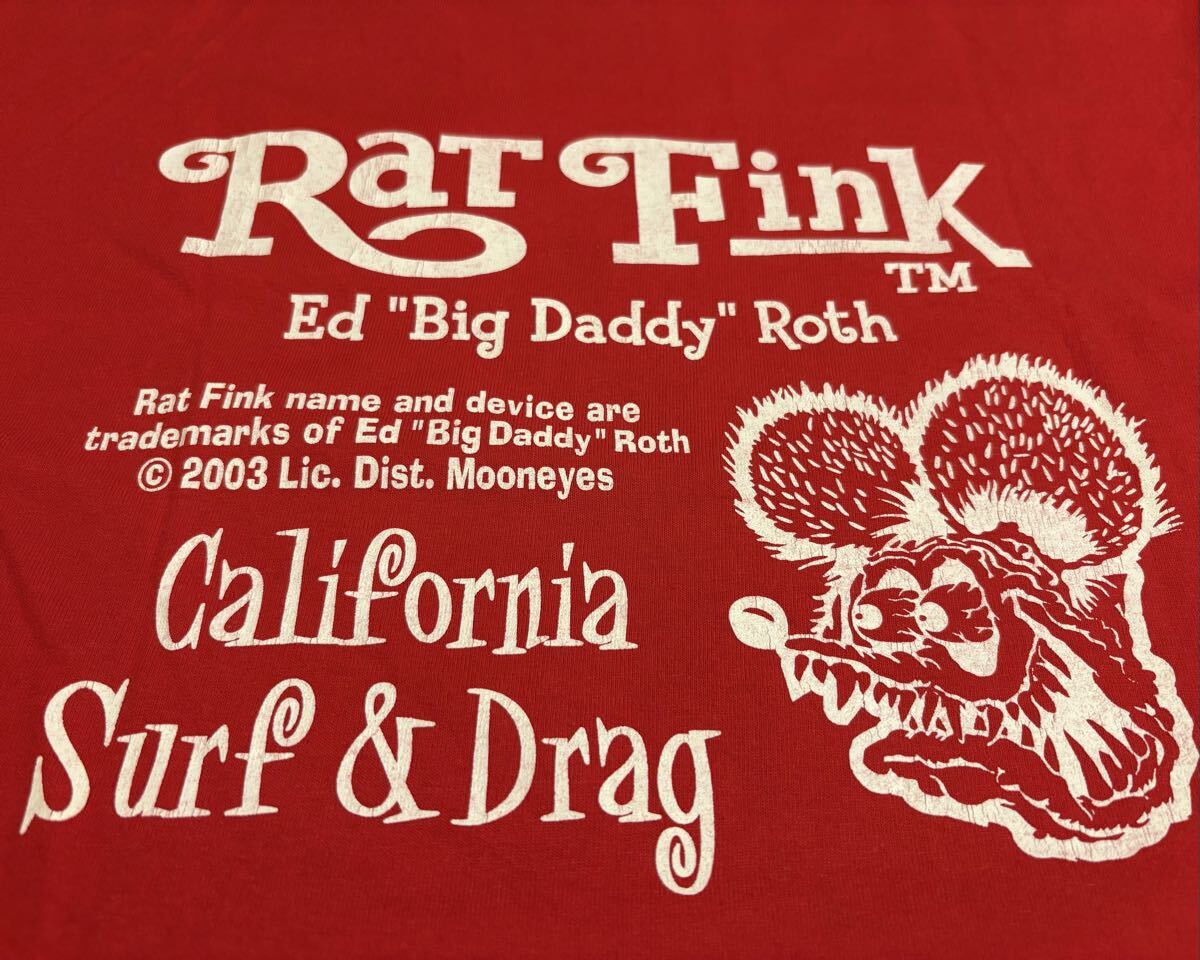 Rat Fink
TM
Ed "Big Daddy" Roth
Rat Fink name and device are
trademarks of Ed "Big Daddy" Roth
© 2003 Lic. Dist. Mooneyes
California
Surf & Drag